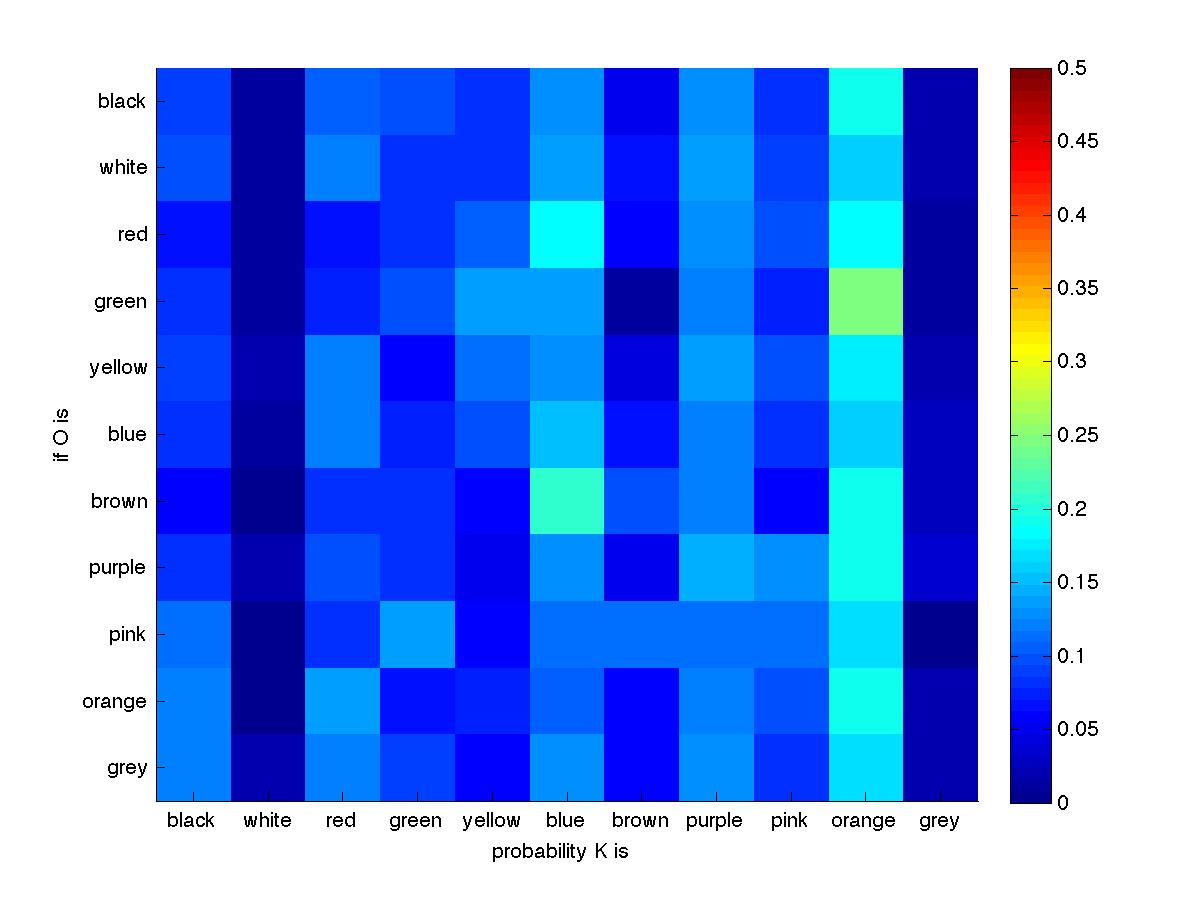 black
white
red
green
yellow
blue
brown
purple
pink
orange
grey
if O is
black white red green yellow blue brown purple pink orange grey
probability K is
0.5
0.45
0.4
0.35
0.3
0.25
0.2
0.15
0.1
0.05
0